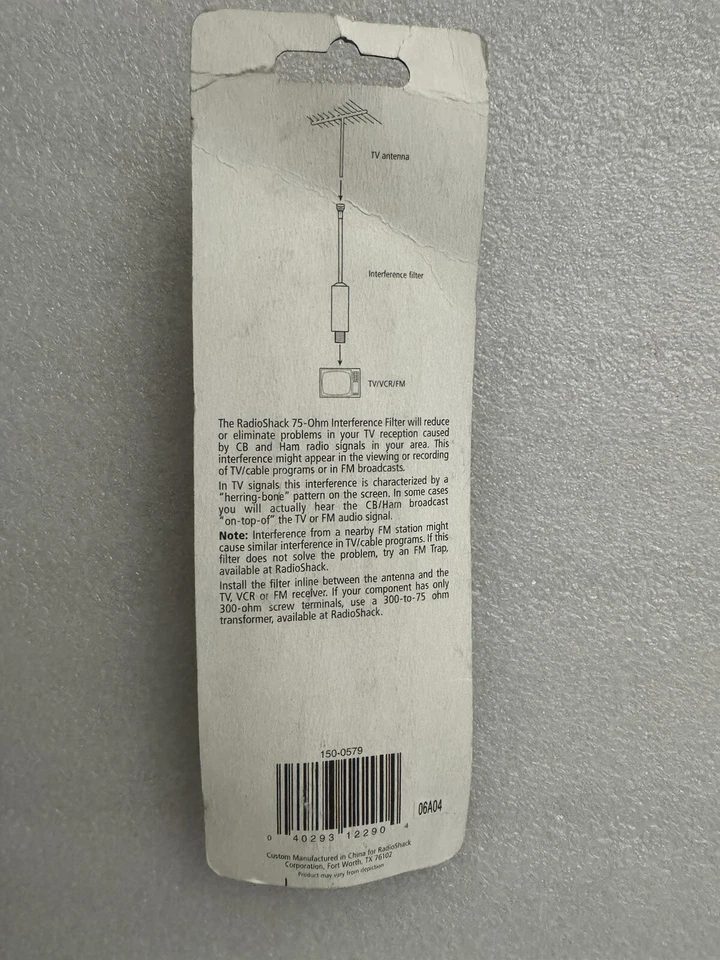 TV antenna
Interference filter
TV/VCR/FM
The RadioShack 75-Ohm Interference Filter will reduce
or eliminate problems in your TV reception caused
by CB and Ham radio signals in your area. This
interference might appear in the viewing or recording
of TV/cable programs or in FM broadcasts.
In TV signals this interference is characterized by a
"herring-bone" pattern on the screen. In some cases
you will actually hear the CB/Ham broadcast
"on-top-of" the TV or FM audio signal.
Note: Interference from a nearby FM station might
cause similar interference in TV/cable programs. If this
filter does not solve the problem, try an FM Trap,
available at RadioShack.
Install the filter inline between the antenna and the
TV, VCR or FM receiver. If your component has only
300-ohm screw terminals, use a 300-to-75 ohm
transformer, available at RadioShack.
150-0579
0 40293 12290 4
06A04
Custom Manufactured in China for RadioShack
Corporation, Fort Worth, TX 76102
Product may vary from depiction